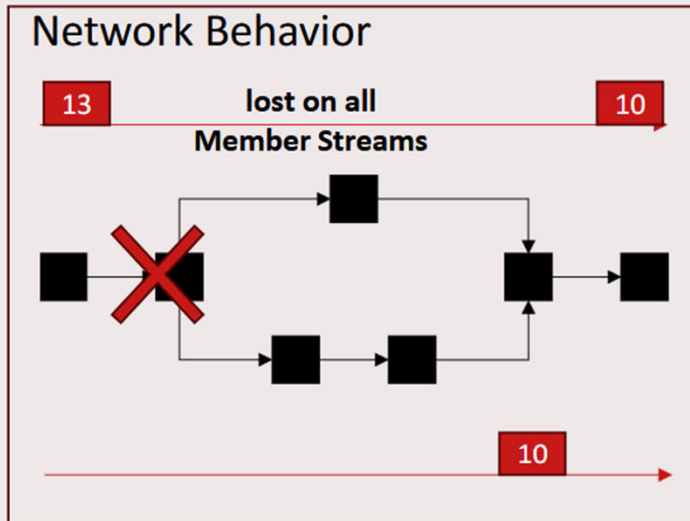 Network Behavior
13
lost on all
10
Member Streams
10